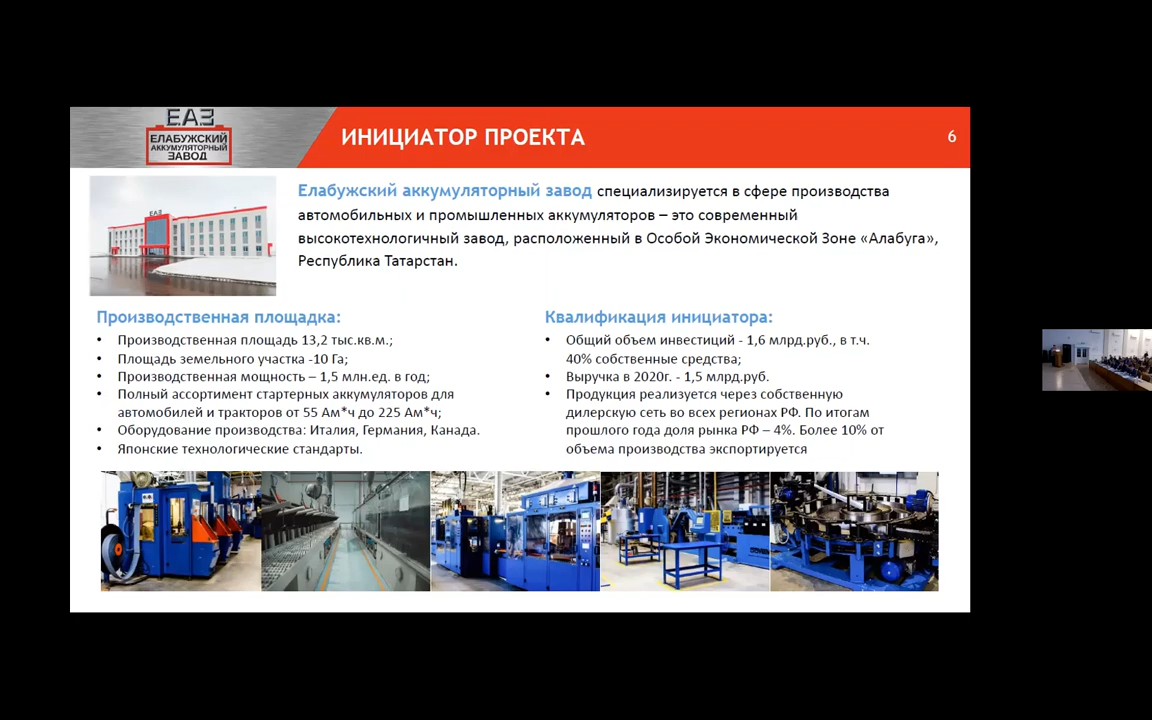 ЕАЗ
ЕЛАБУЖСКИЙ
АККУМУЛЯТОРНЫЙ
ЗАВОД
ИНИЦИАТОР ПРОЕКТА
6
ЕАЗ
Елабужский аккумуляторный завод специализируется в сфере производства
автомобильных и промышленных аккумуляторов – это современный
высокотехнологичный завод, расположенный в Особой Экономической Зоне «Алабуга»,
Республика Татарстан.
Производственная площадка:
• Производственная площадь 13,2 тыс.кв.м.;
• Площадь земельного участка -10 Га;
• Производственная мощность – 1,5 млн.ед. в год;
• Полный ассортимент стартерных аккумуляторов для
автомобилей и тракторов от 55 Ам*ч до 225 Ам*ч;
• Оборудование производства: Италия, Германия, Канада.
• Японские технологические стандарты.
Квалификация инициатора:
• Общий объем инвестиций - 1,6 млрд.руб., в т.ч.
40% собственные средства;
• Выручка в 2020г. - 1,5 млрд.руб.
• Продукция реализуется через собственную
дилерскую сеть во всех регионах РФ. По итогам
прошлого года доля рынка РФ – 4%. Более 10% от
объема производства экспортируется